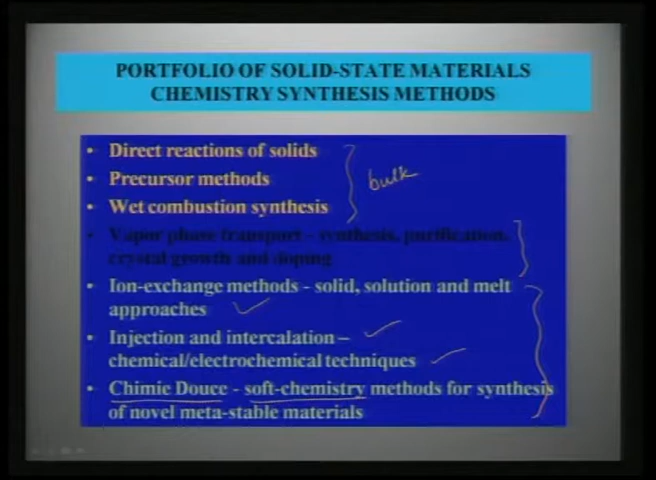 PORTFOLIO OF SOLID-STATE MATERIALS
CHEMISTRY SYNTHESIS METHODS
• Direct reactions of solids
• Precursor methods
• Wet combustion synthesis
bulk
• Vapor phase transport – synthesis, purification,
crystal growth and doping
• Ion-exchange methods - solid, solution and melt
approaches
• Injection and intercalation –
chemical/electrochemical techniques
• Chimic Douce - soft-chemistry methods for synthesis
of novel meta-stable materials